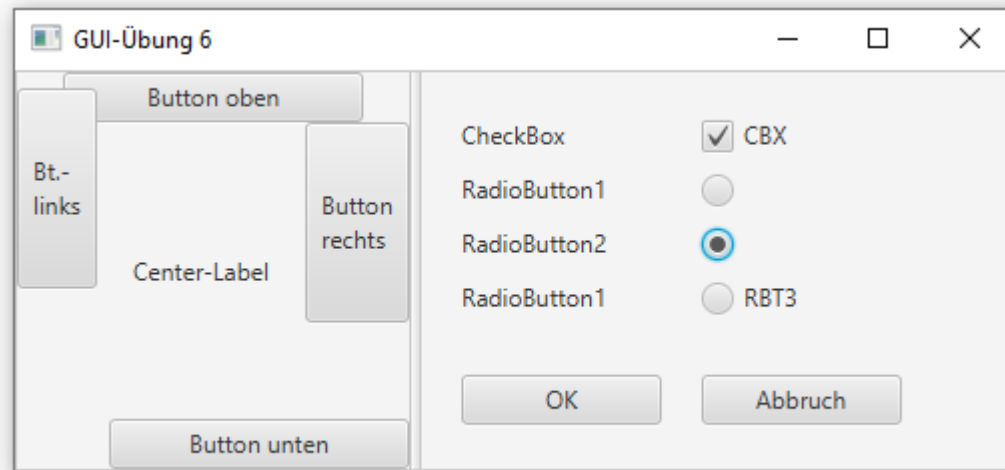 GUI-Übung 6
Button oben
Bt.-
links
Button
rechts
Center-Label
Button unten
CheckBox
CBX
RadioButton1
RadioButton2
RadioButton1
RBT3
OK
Abbruch